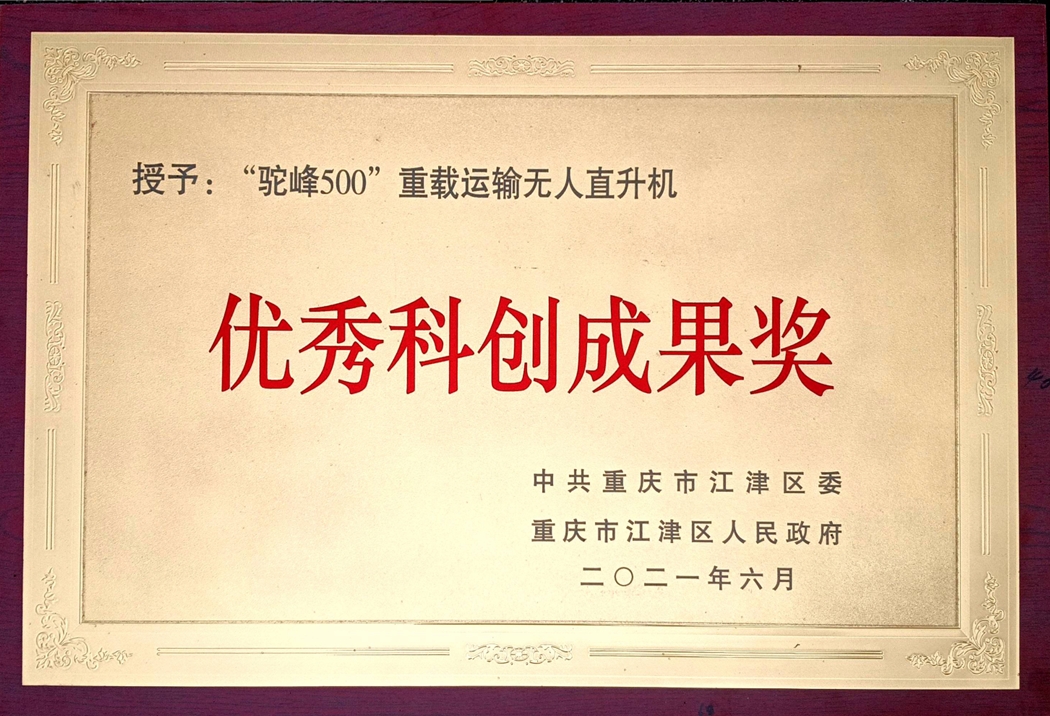 授予：“驼峰500”重载运输无人直升机
优秀科创成果奖
中共重庆市江津区委
重庆市江津区人民政府
二〇二一年六月